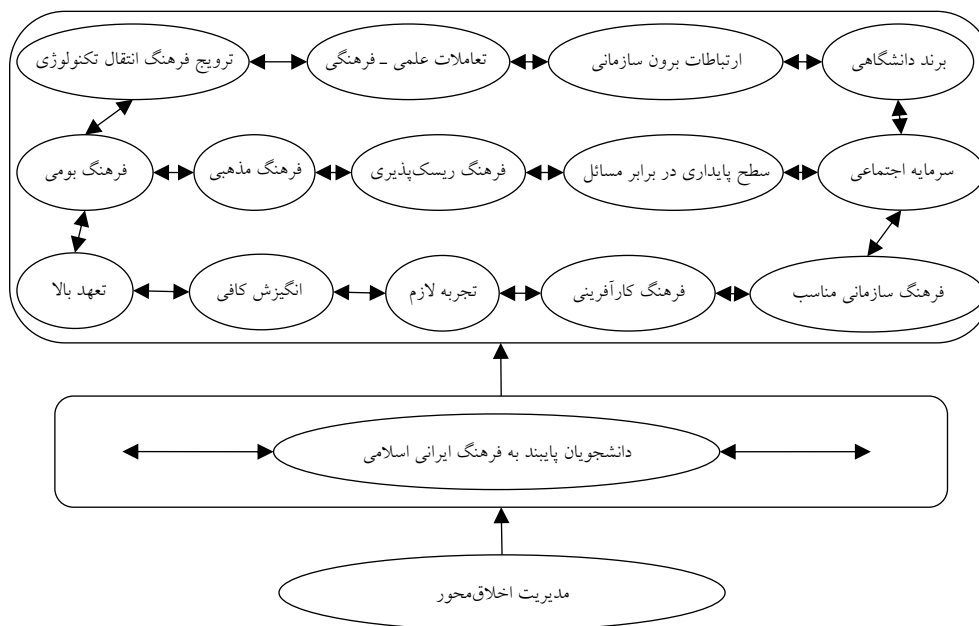 برند دانشگاهی
ارتباطات برون سازمانی
تعاملات علمی ـ فرهنگی
ترویج فرهنگ انتقال تکنولوژی
سرمایه اجتماعی
سطح پایداری در برابر مسائل
فرهنگ ریسک‌پذیری
فرهنگ مذهبی
فرهنگ بومی
فرهنگ سازمانی مناسب
فرهنگ کارآفرینی
تجربه لازم
انگیزش کافی
تعهد بالا
دانشجویان پایبند به فرهنگ ایرانی اسلامی
مدیریت اخلاق‌محور